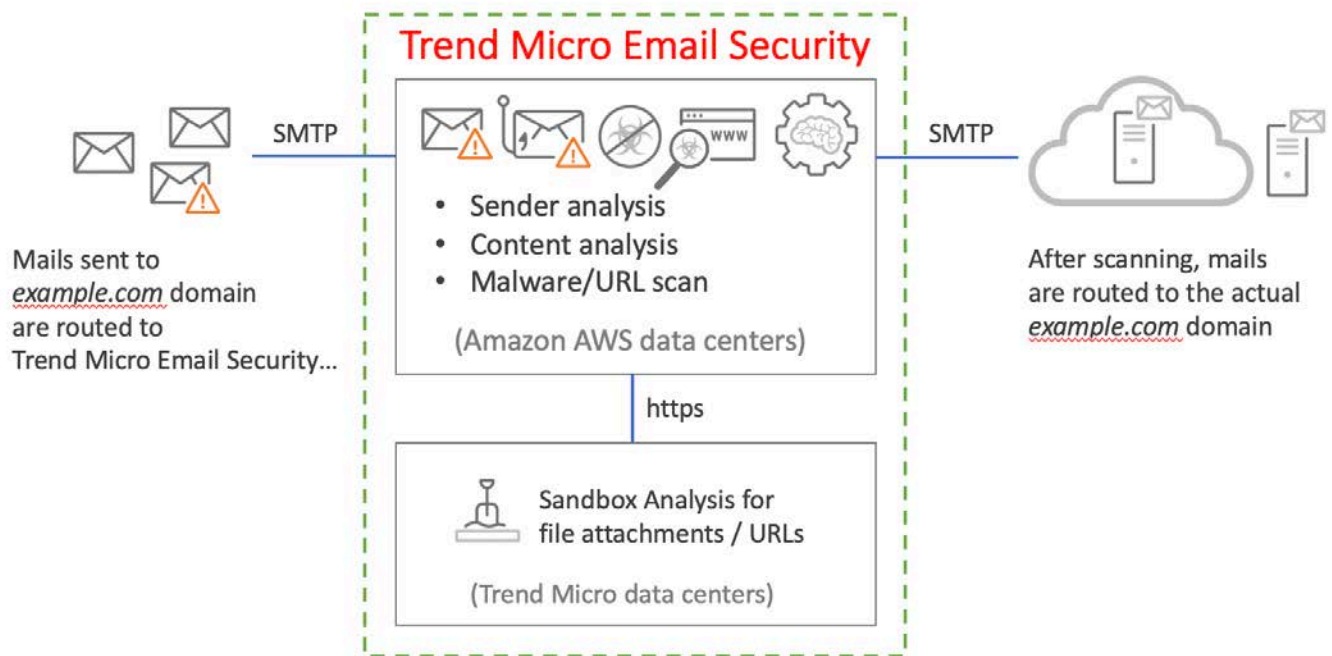 Trend Micro Email Security
SMTP
SMTP
www
• Sender analysis
• Content analysis
• Malware/URL scan
(Amazon AWS data centers)
Mails sent to
example.com domain
are routed to
Trend Micro Email Security...
After scanning, mails
are routed to the actual
example.com domain
https
Sandbox Analysis for
file attachments / URLs
(Trend Micro data centers)